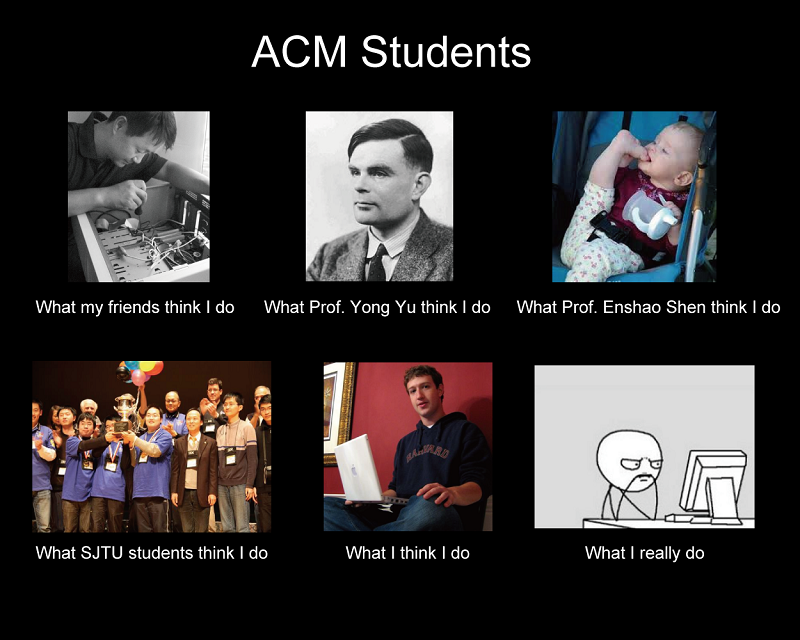 ACM Students
What my friends think I do
What Prof. Yong Yu think I do
What Prof. Enshao Shen think I do
HARVARD
What SJTU students think I do
What I think I do
What I really do